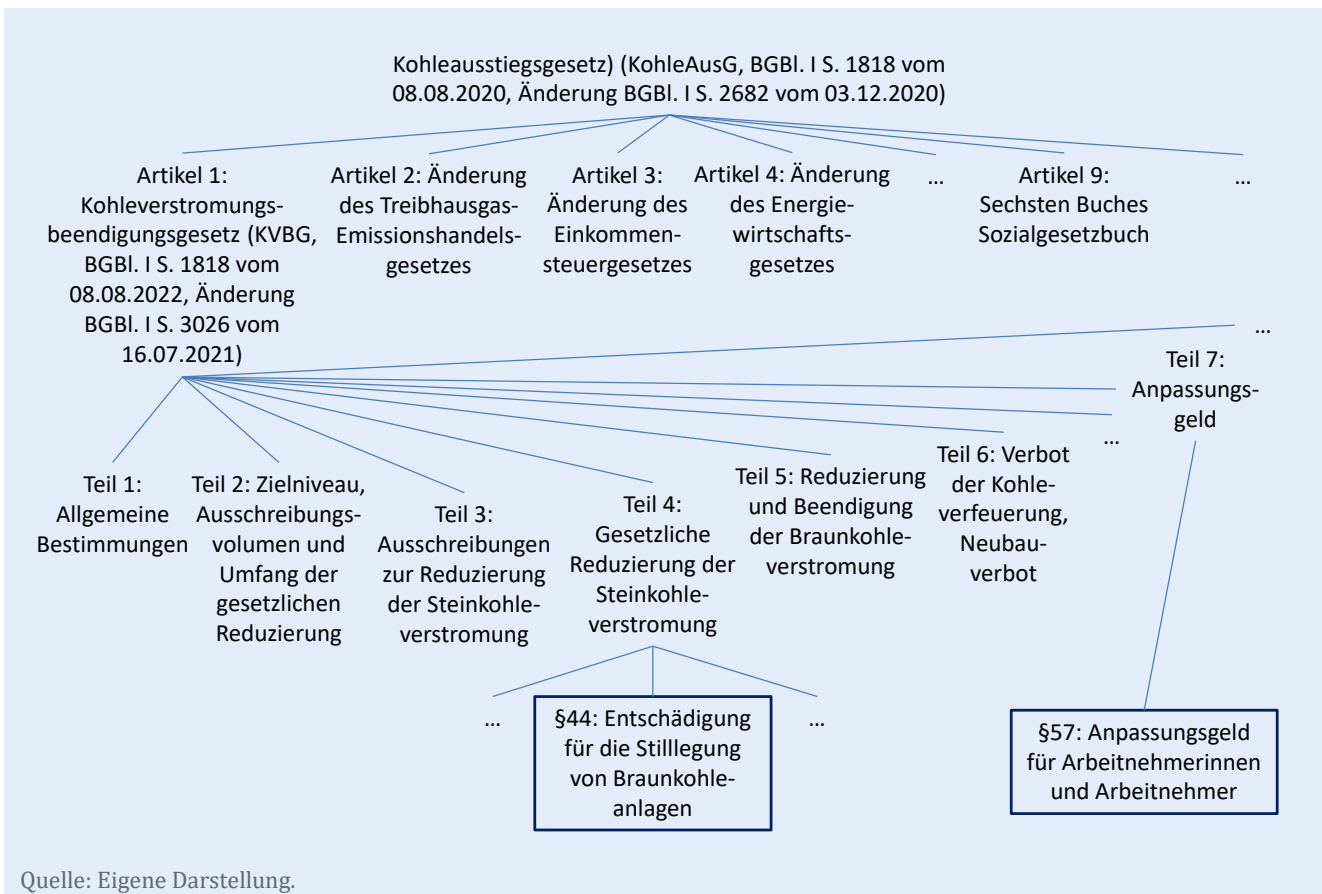 Kohleausstiegsgesetz) (KohleAusG, BGBl. I S. 1818 vom
08.08.2020, Änderung BGBl. I S. 2682 vom 03.12.2020)
Artikel 1:
Kohleverstromungs-
beendigungsgesetz (KVBG,
BGBl. I S. 1818 vom
08.08.2022, Änderung
BGBl. I S. 3026 vom
16.07.2021)
Artikel 2: Änderung
des Treibhausgas-
Emissionshandels-
gesetzes
Artikel 3:
Änderung des
Einkommen-
steuergesetzes
Artikel 4: Änderung
des Energie-
wirtschafts-
gesetzes
...
Artikel 9:
Sechsten Buches
Sozialgesetzbuch
...
Teil 1:
Allgemeine
Bestimmungen
Teil 2: Zielniveau,
Ausschreibungs-
volumen und
Umfang der
gesetzlichen
Reduzierung
Teil 3:
Ausschreibungen
zur Reduzierung
der Steinkohle-
verstromung
Teil 4:
Gesetzliche
Reduzierung der
Steinkohle-
verstromung
Teil 5: Reduzierung
und Beendigung
der Braunkohle-
verstromung
Teil 6: Verbot
der Kohle-
verfeuerung,
Neubau-
verbot
...
Teil 7:
Anpassungs-
geld
...
...
§44: Entschädigung
für die Stilllegung
von Braunkohle-
anlagen
...
§57: Anpassungsgeld
für Arbeitnehmerinnen
und Arbeitnehmer
Quelle: Eigene Darstellung.